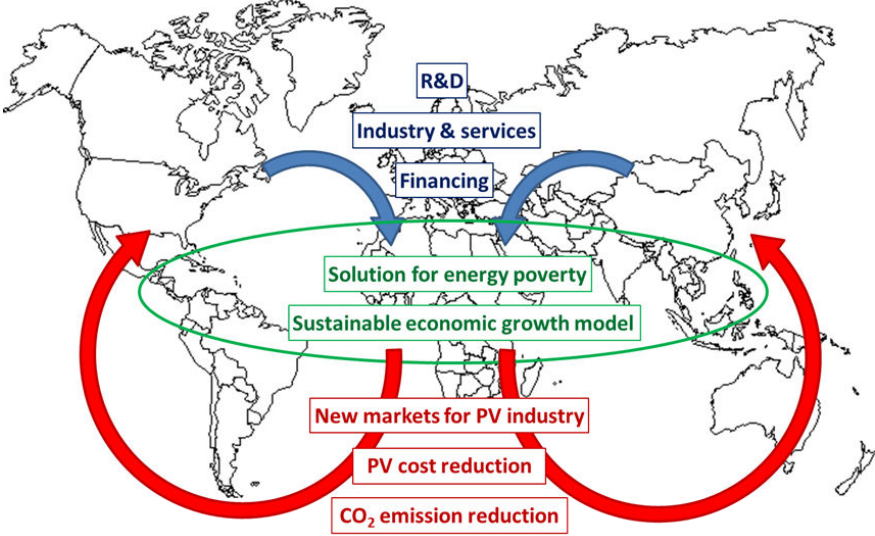 R&D
Industry & services
Financing
Solution for energy poverty
Sustainable economic growth model
New markets for PV industry
PV cost reduction
CO₂ emission reduction